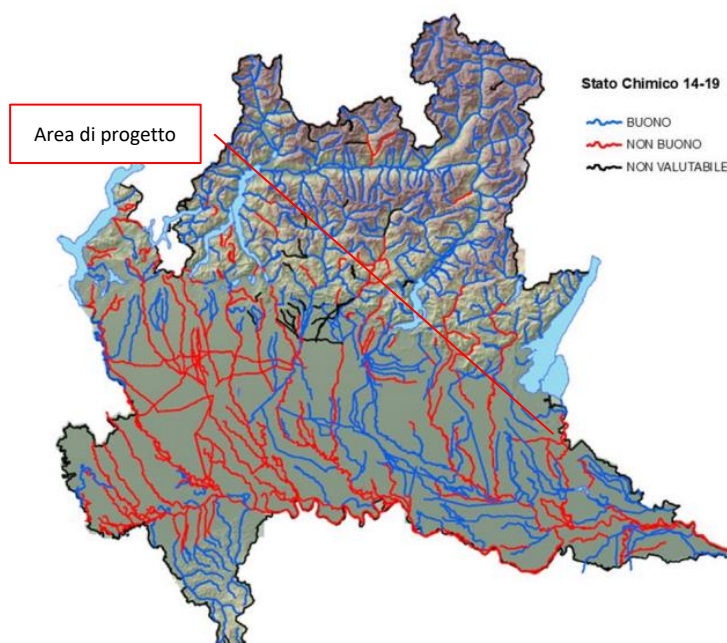 Stato Chimico 14-19
Area di progetto
BUONO
NON BUONO
NON VALUTABILE